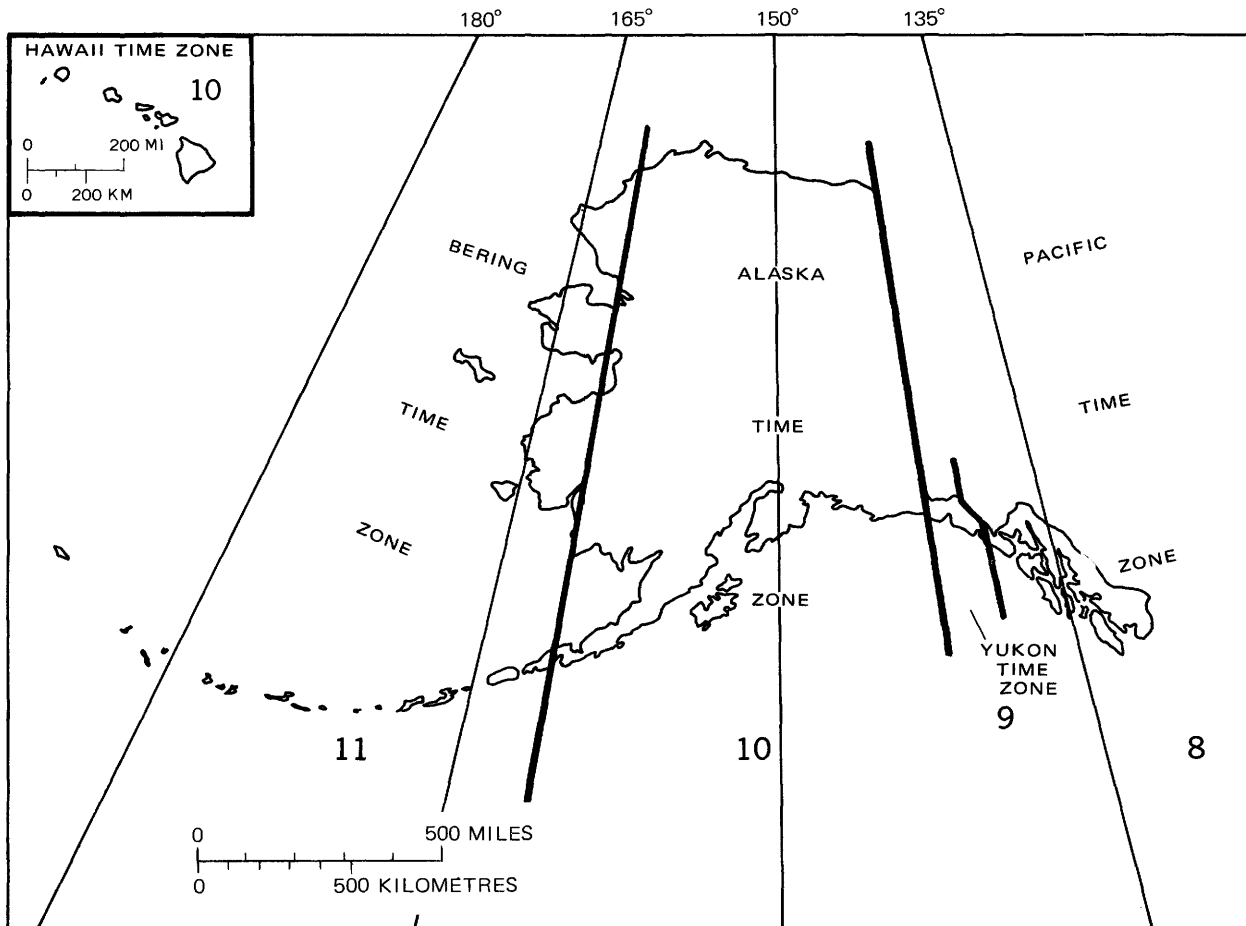 180° 165° 150° 135°
HAWAII TIME ZONE
10
0 200 MI
0 200 KM
BERING
TIME
ZONE
11
ALASKA
TIME
ZONE
10
YUKON
TIME
ZONE
9
PACIFIC
TIME
ZONE
8
0 500 MILES
0 500 KILOMETRES